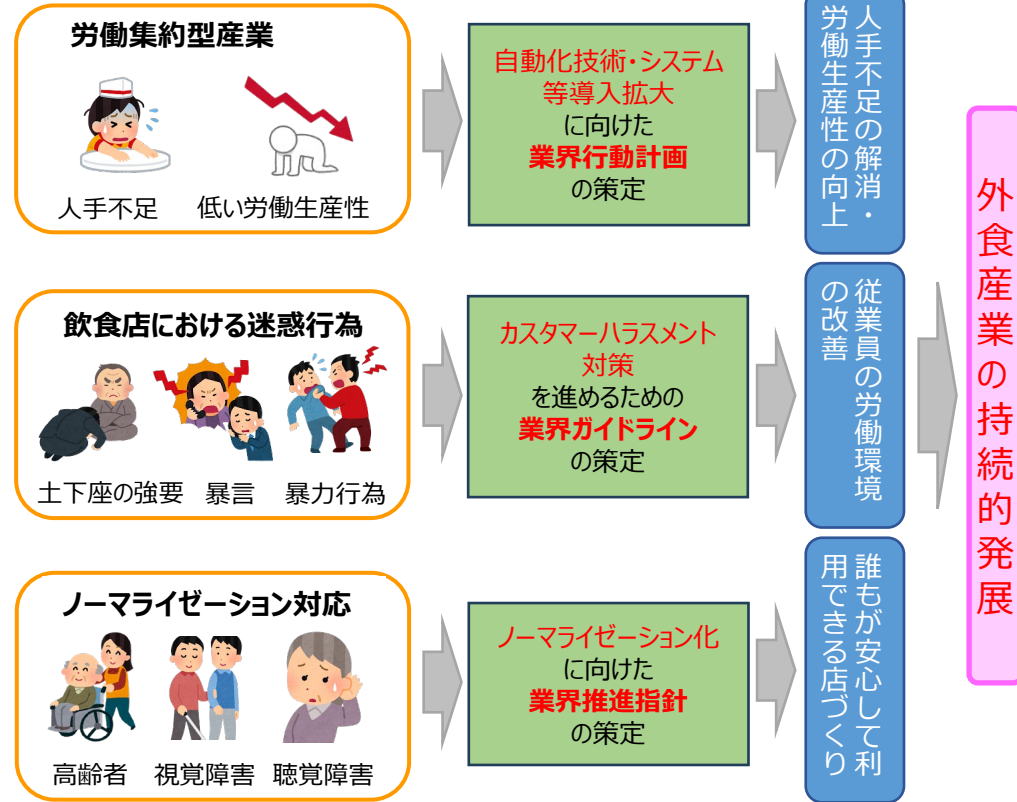 労働集約型産業
人手不足
低い労働生産性
自動化技術・システム
等導入拡大
に向けた
業界行動計画
の策定
人手不足の解消・
労働生産性の向上
飲食店における迷惑行為
土下座の強要
暴言
暴力行為
カスタマーハラスメント
対策
を進めるための
業界ガイドライン
の策定
従業員の労働環境
の改善
ノーマライゼーション対応
高齢者
視覚障害
聴覚障害
ノーマライゼーション化
に向けた
業界推進指針
の策定
誰もが安心して利
用できる店づくり
外食産業の持続的発展